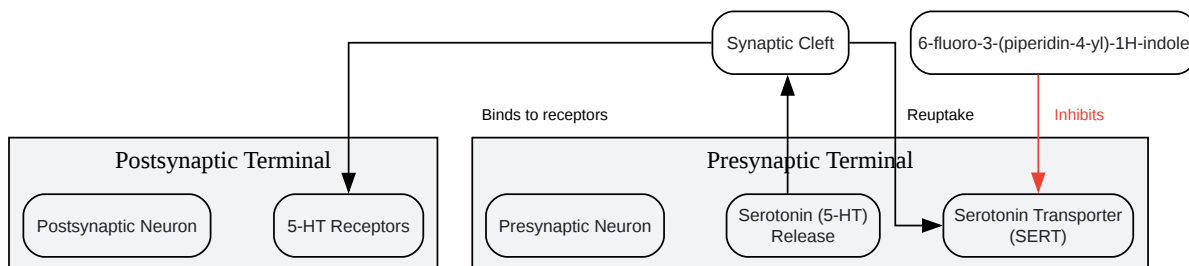 Synaptic Cleft
6-fluoro-3-(piperidin-4-yl)-1H-indole
Binds to receptors
Reuptake
Inhibits
Postsynaptic Terminal
Presynaptic Terminal
Postsynaptic Neuron
5-HT Receptors
Presynaptic Neuron
Serotonin (5-HT)
Release
Serotonin Transporter
(SERT)